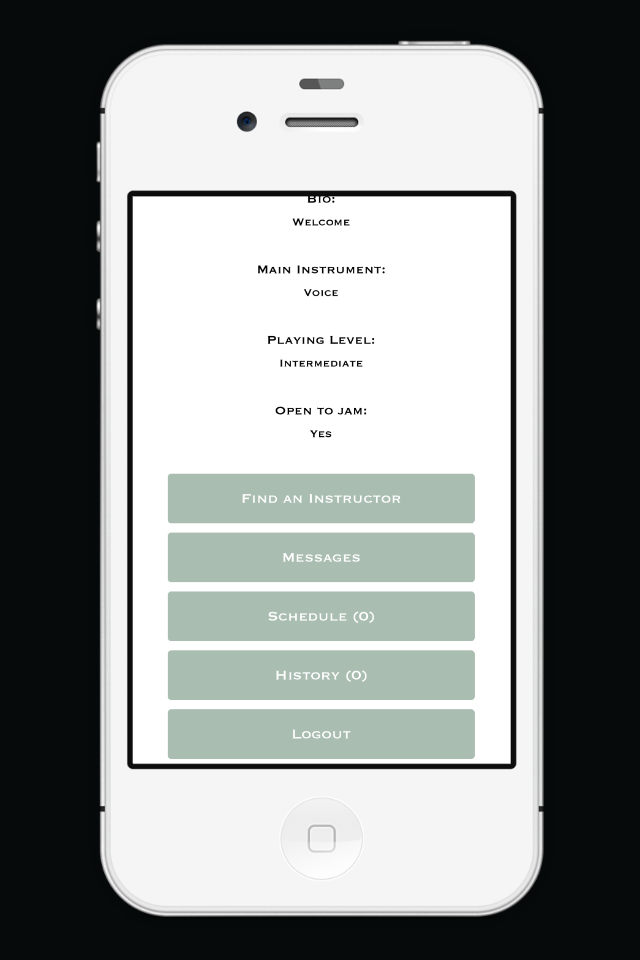 Bio:
Welcome
Main Instrument:
Voice
Playing Level:
Intermediate
Open to jam:
Yes
Find an Instructor
Messages
Schedule (0)
History (0)
Logout